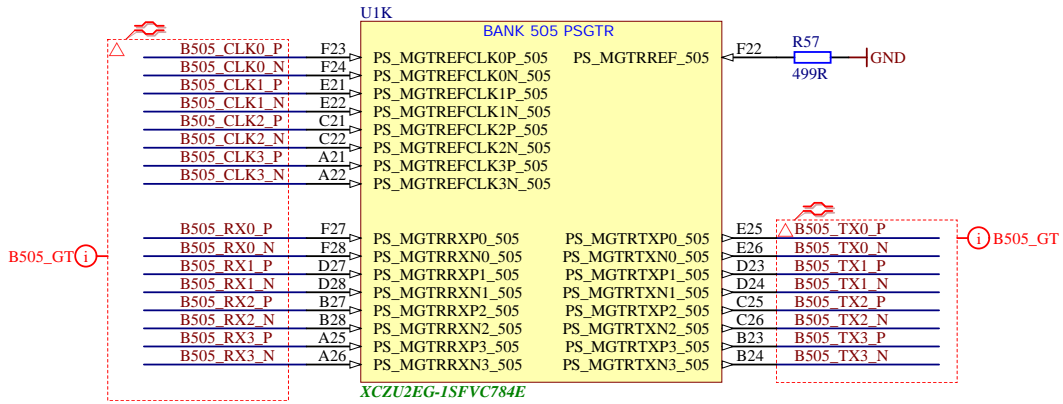 U1K
BANK 505 PSGTR
B505_CLK0_P F23 PS_MGTREFCLK0P_505 PS_MGTRREF_505 F22 R57 GND
499R
B505_CLK0_N F24 PS_MGTREFCLK0N_505
B505_CLK1_P E21 PS_MGTREFCLK1P_505
B505_CLK1_N E22 PS_MGTREFCLK1N_505
B505_CLK2_P C21 PS_MGTREFCLK2P_505
B505_CLK2_N C22 PS_MGTREFCLK2N_505
B505_CLK3_P A21 PS_MGTREFCLK3P_505
B505_CLK3_N A22 PS_MGTREFCLK3N_505
B505_RX0_P F27 PS_MGTRRXP0_505 PS_MGTRTXP0_505 E25 B505_TX0_P
B505_GT i B505_RX0_N F28 PS_MGTRRXN0_505 PS_MGTRTXN0_505 E26 B505_TX0_N i B505_GT
B505_RX1_P D27 PS_MGTRRXP1_505 PS_MGTRTXP1_505 D23 B505_TX1_P
B505_RX1_N D28 PS_MGTRRXN1_505 PS_MGTRTXN1_505 D24 B505_TX1_N
B505_RX2_P B27 PS_MGTRRXP2_505 PS_MGTRTXP2_505 C25 B505_TX2_P
B505_RX2_N B28 PS_MGTRRXN2_505 PS_MGTRTXN2_505 C26 B505_TX2_N
B505_RX3_P A25 PS_MGTRRXP3_505 PS_MGTRTXP3_505 B23 B505_TX3_P
B505_RX3_N A26 PS_MGTRRXN3_505 PS_MGTRTXN3_505 B24 B505_TX3_N
XCZU2EG-1SFVC784E